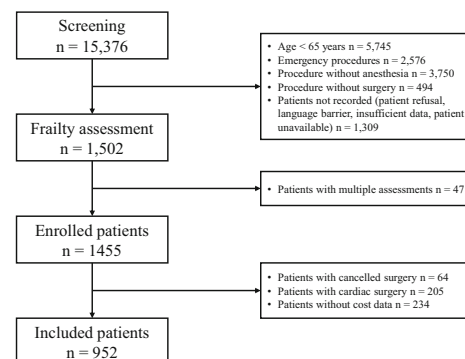 Screening
n = 15,376
• Age < 65 years n = 5,745
• Emergency procedures n = 2,576
• Procedure without anesthesia n = 3,750
• Procedure without surgery n = 494
• Patients not recorded (patient refusal,
language barrier, insufficient data, patient
unavailable) n = 1,309
Frailty assessment
n = 1,502
• Patients with multiple assessments n = 47
Enrolled patients
n = 1455
• Patients with cancelled surgery n = 64
• Patients with cardiac surgery n = 205
• Patients without cost data n = 234
Included patients
n = 952